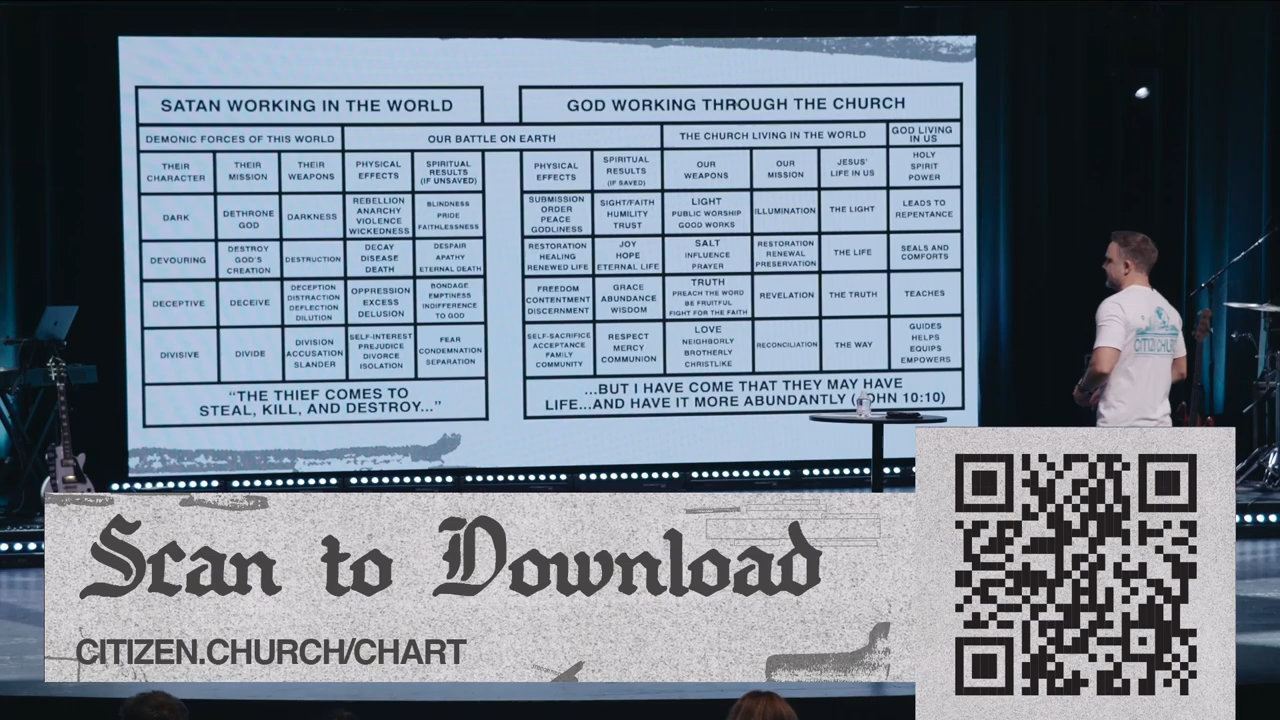 SATAN WORKING IN THE WORLD
DEMONIC FORCES OF THIS WORLD
OUR BATTLE ON EARTH
THEIR
CHARACTER
THEIR
MISSION
THEIR
WEAPONS
PHYSICAL
EFFECTS
SPIRITUAL
RESULTS
(IF UNSAVED)
DARK
DETHRONE
GOD
DARKNESS
REBELLION
ANARCHY
VIOLENCE
WICKEDNESS
BLINDNESS
PRIDE
FAITHLESSNESS
DEVOURING
DESTROY
GOD'S
CREATION
DESTRUCTION
DECAY
DISEASE
DEATH
DESPAIR
APATHY
ETERNAL DEATH
DECEPTIVE
DECEIVE
DECEPTION
DISTRACTION
DEFLECTION
DILUTION
OPPRESSION
EXCESS
DELUSION
BONDAGE
EMPTINESS
INDIFFERENCE
TO GOD
DIVISIVE
DIVIDE
DIVISION
ACCUSATION
SLANDER
SELF-INTEREST
PREJUDICE
DIVORCE
ISOLATION
FEAR
CONDEMNATION
SEPARATION
"THE THIEF COMES TO
STEAL, KILL, AND DESTROY..."
GOD WORKING THROUGH THE CHURCH
THE CHURCH LIVING IN THE WORLD
GOD LIVING
IN US
PHYSICAL
EFFECTS
SPIRITUAL
RESULTS
(IF SAVED)
OUR
WEAPONS
OUR
MISSION
JESUS'
LIFE IN US
HOLY
SPIRIT
POWER
SUBMISSION
ORDER
PEACE
GODLINESS
SIGHT/FAITH
HUMILITY
TRUST
LIGHT
PUBLIC WORSHIP
GOOD WORKS
ILLUMINATION
THE LIGHT
LEADS TO
REPENTANCE
RESTORATION
HEALING
RENEWED LIFE
JOY
HOPE
ETERNAL LIFE
SALT
INFLUENCE
PRAYER
RESTORATION
RENEWAL
PRESERVATION
THE LIFE
SEALS AND
COMFORTS
FREEDOM
CONTENTMENT
DISCERNMENT
GRACE
ABUNDANCE
WISDOM
TRUTH
PREACH THE WORD
BE FRUITFUL
FIGHT FOR THE FAITH
REVELATION
THE TRUTH
TEACHES
SELF-SACRIFICE
ACCEPTANCE
FAMILY
COMMUNITY
RESPECT
MERCY
COMMUNION
LOVE
NEIGHBORLY
BROTHERLY
CHRISTLIKE
RECONCILIATION
THE WAY
GUIDES
HELPS
EQUIPS
EMPOWERS
...BUT I HAVE COME THAT THEY MAY HAVE
LIFE...AND HAVE IT MORE ABUNDANTLY (JOHN 10:10)
CITIZEN CHURCH
Scan to Download
CITIZEN.CHURCH/CHART